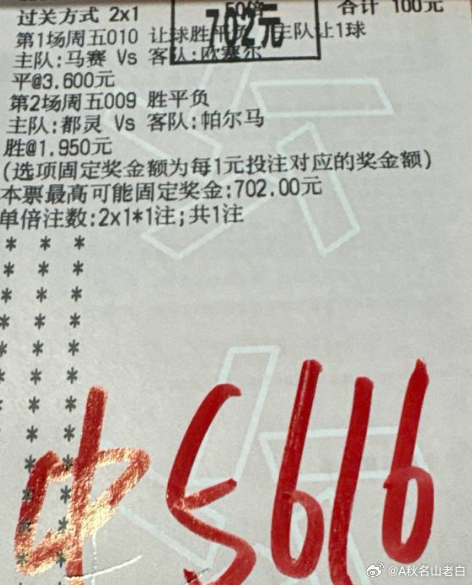 过关方式 2x1 50倍 合计 100元
702元
第1场周五010 让球胜平负 主队让1球
主队:马赛 Vs 客队:欧塞尔
平@3.600元
第2场周五009 胜平负
主队:都灵 Vs 客队:帕尔马
胜@1.950元
(选项固定奖金额为每1元投注对应的奖金额)
本票最高可能固定奖金:702.00元
单倍注数:2x1*1注;共1注
* * *
* * *
* * *
* * *
* * *
* * *
* * *
* *
* *
* *
*
中5616
@A秋名山老白